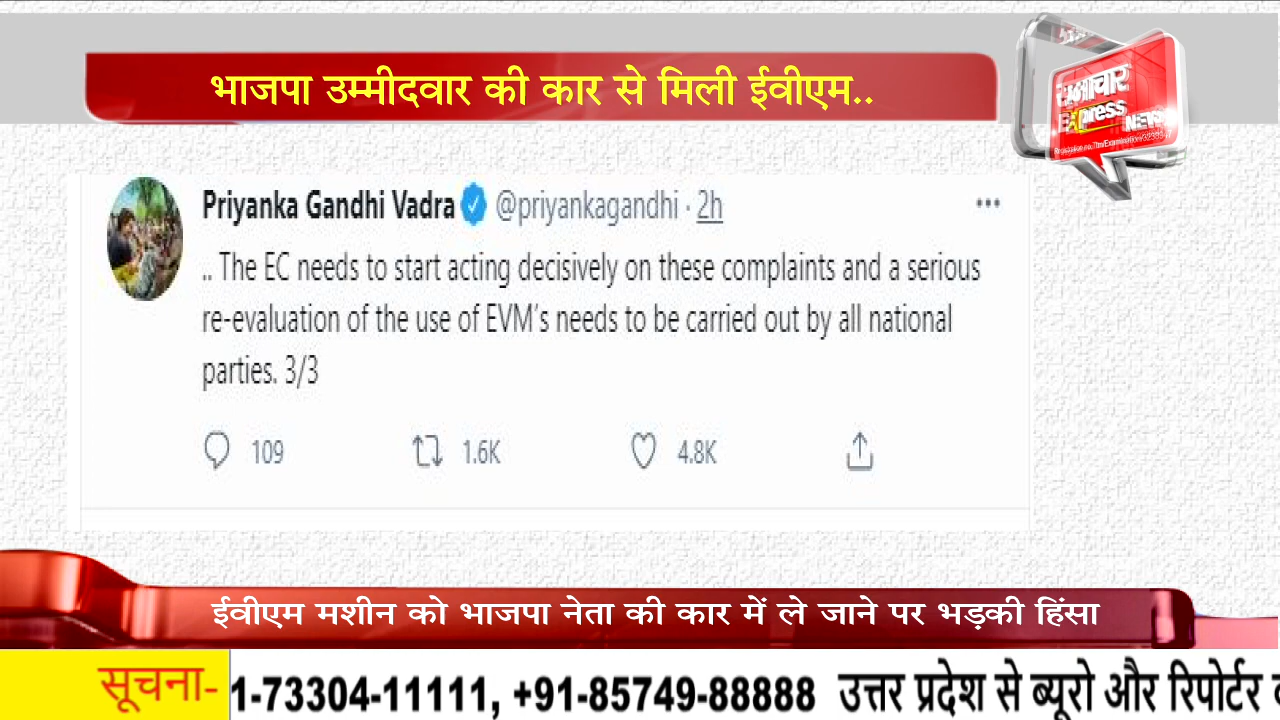 भाजपा उम्मीदवार की कार से मिली ईवीएम..
समाचार
EXpress
NEWS
Priyanka Gandhi Vadra @priyankagandhi · 2h
.. The EC needs to start acting decisively on these complaints and a serious
re-evaluation of the use of EVM's needs to be carried out by all national
parties. 3/3
109 1.6K 4.8K
ईवीएम मशीन को भाजपा नेता की कार में ले जाने पर भड़की हिंसा
सूचना- 1-73304-11111, +91-85749-88888 उत्तर प्रदेश से ब्यूरो और रिपोर्टर